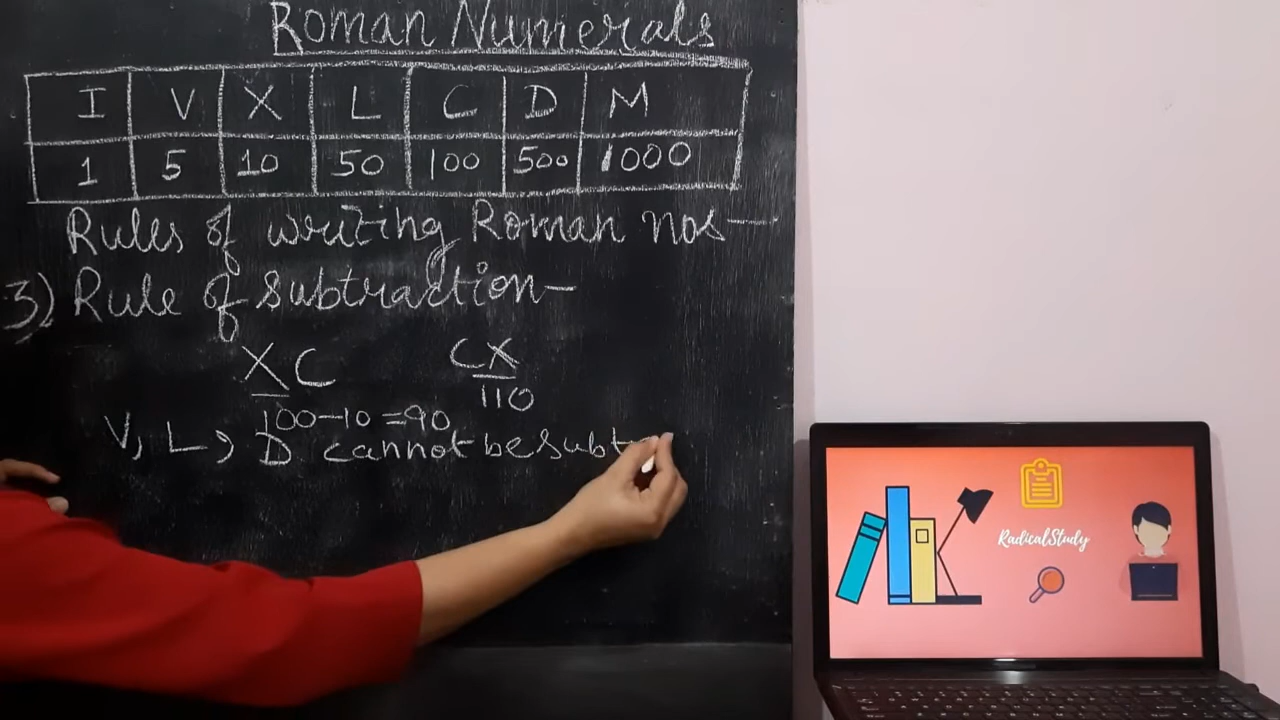 Roman Numerals
I V X L C D M
1 5 10 50 100 500 1000
Rules of writing Roman nos—
3) Rule of Subtraction—
XC CX
110
100-10=90
V, L, D cannot be subt
RadicalStudy